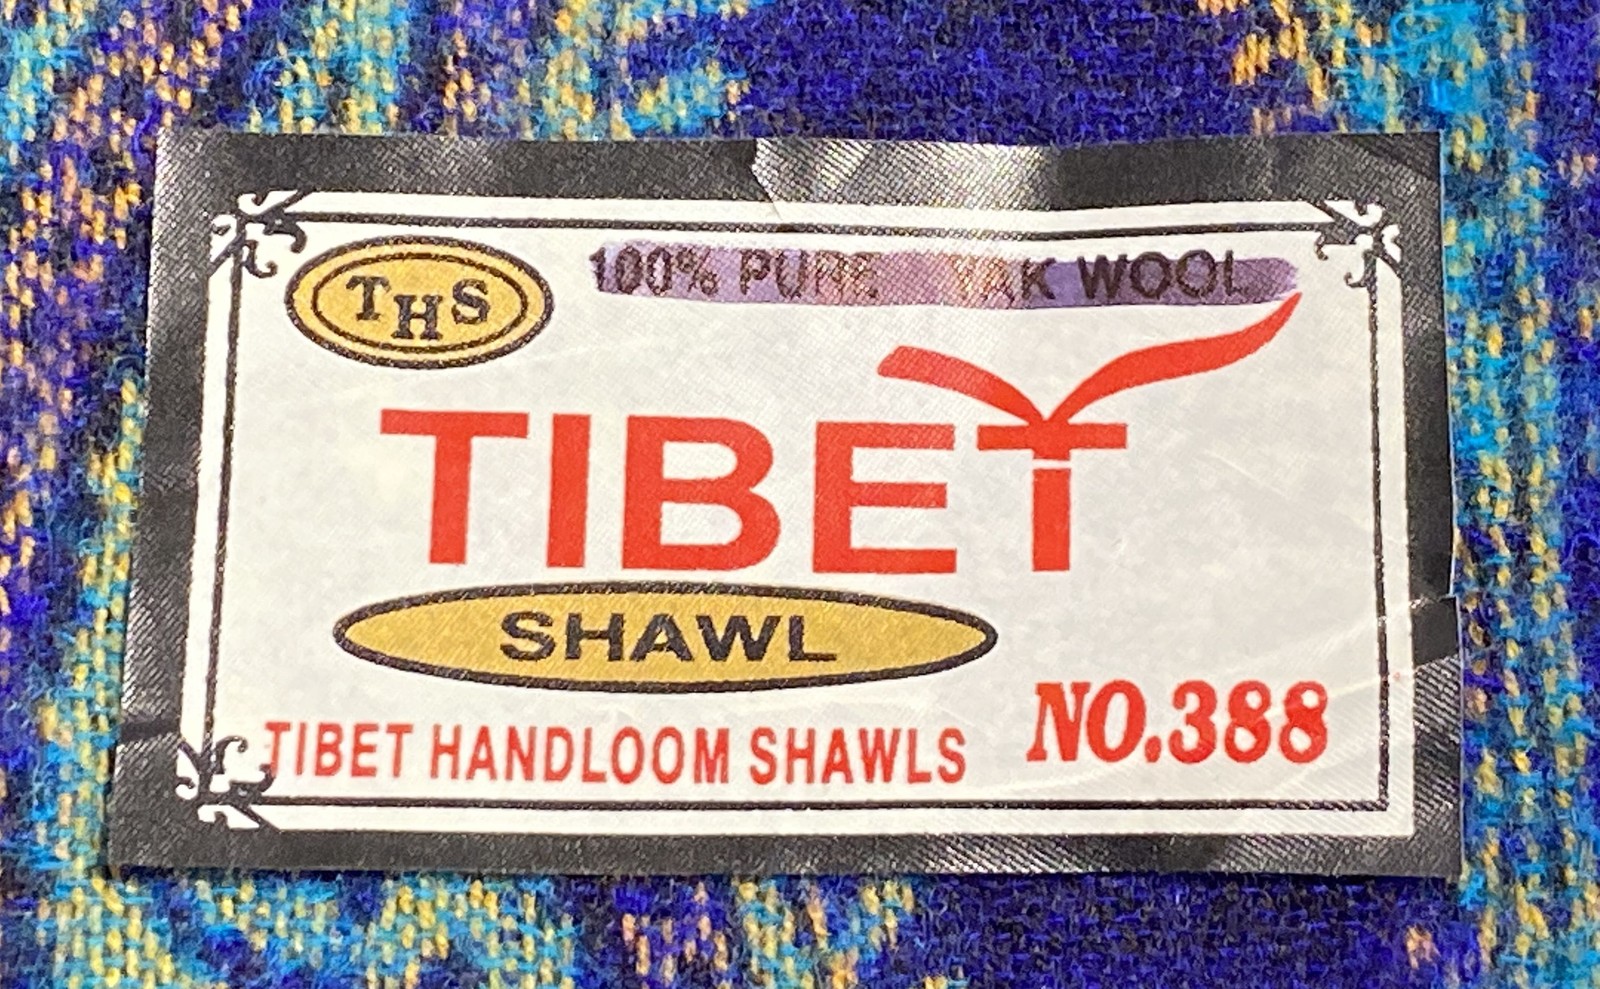 THS
100% PURE YAK WOOL
TIBET
SHAWL
TIBET HANDLOOM SHAWLS
NO.388